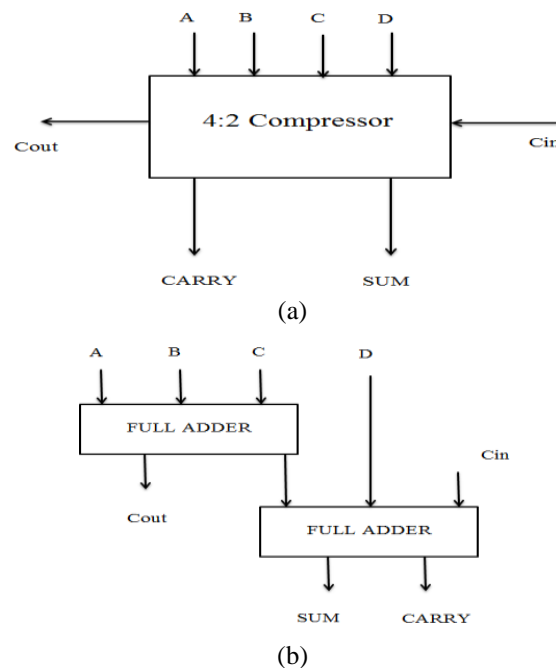 A B C D
4:2 Compressor
Cout
Cin
CARRY SUM
(a)
A B C D
FULL ADDER
Cin
Cout
FULL ADDER
SUM CARRY
(b)